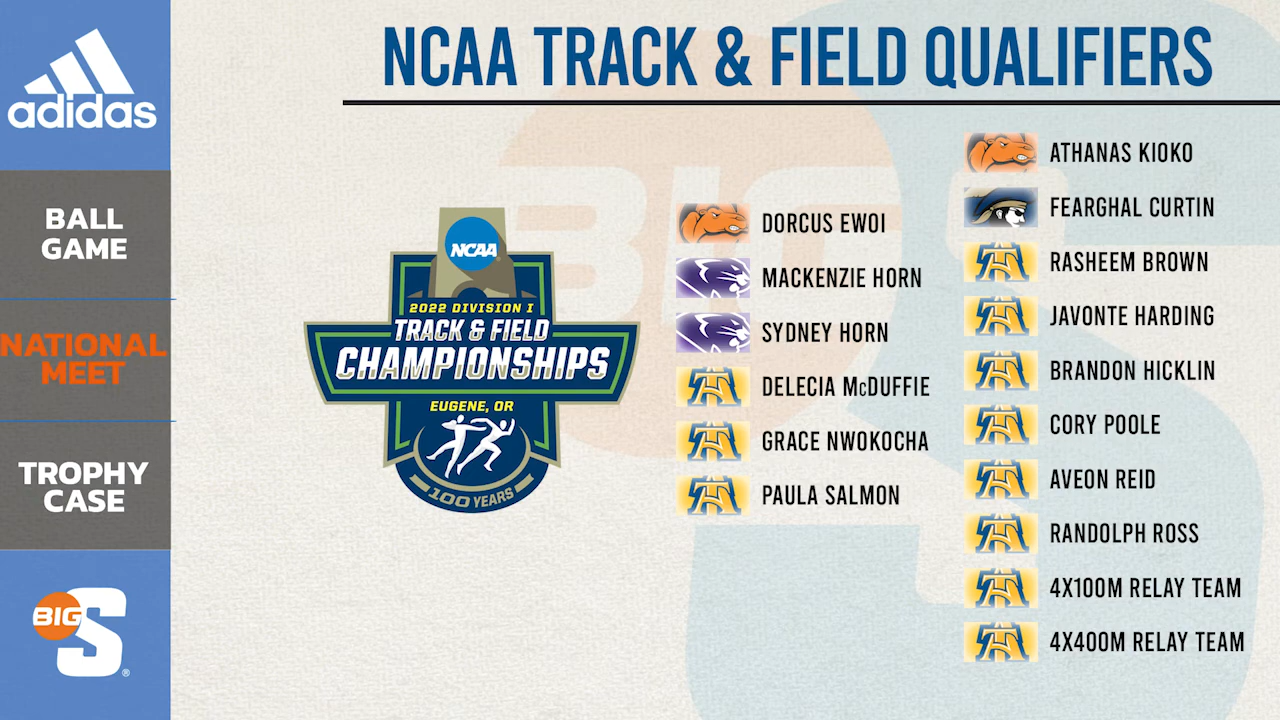 adidas
BALL
GAME
NATIONAL
MEET
TROPHY
CASE
BIG S®
NCAA TRACK & FIELD QUALIFIERS
NCAA
2022 DIVISION I
TRACK & FIELD
CHAMPIONSHIPS
EUGENE, OR
100 YEARS
DORCUS EWOI
MACKENZIE HORN
SYDNEY HORN
DELECIA McDUFFIE
GRACE NWOKOCHA
PAULA SALMON
ATHANAS KIOKO
FEARGHAL CURTIN
RASHEEM BROWN
JAVONTE HARDING
BRANDON HICKLIN
CORY POOLE
AVEON REID
RANDOLPH ROSS
4X100M RELAY TEAM
4X400M RELAY TEAM